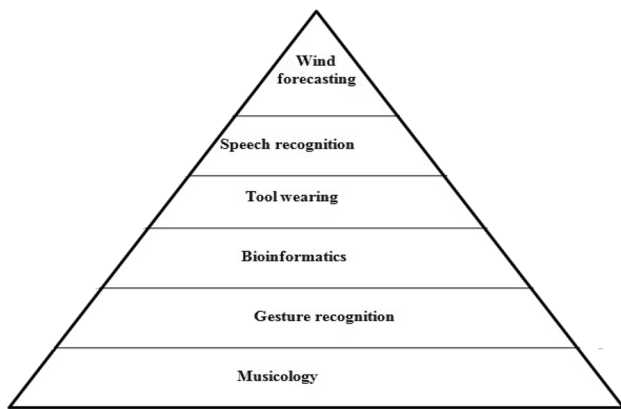 Wind
forecasting
Speech recognition
Tool wearing
Bioinformatics
Gesture recognition
Musicology